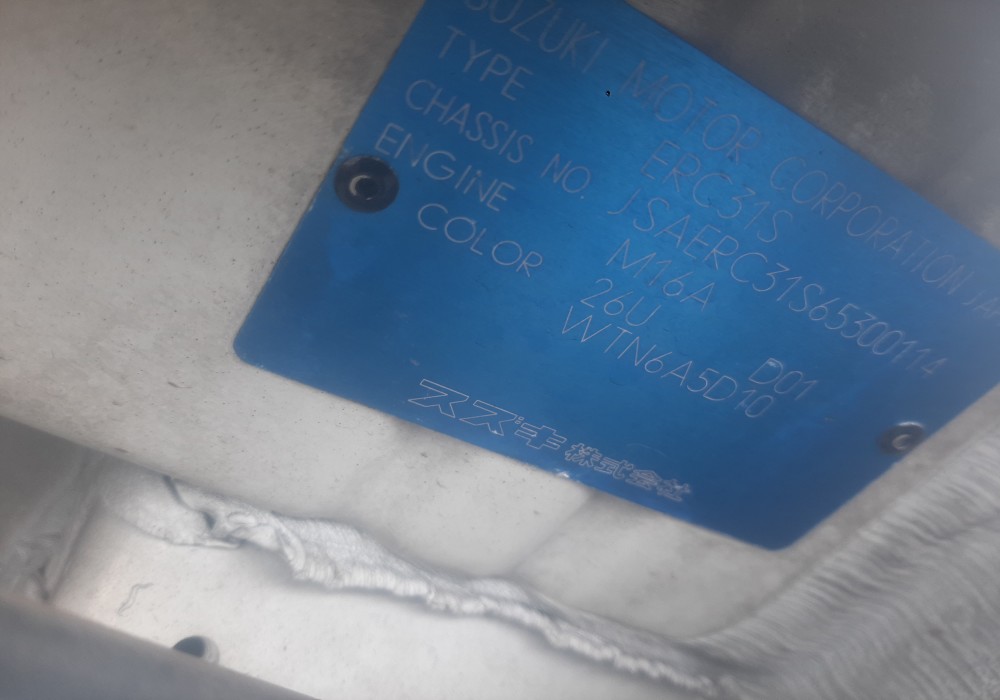 SUZUKI MOTOR CORPORATION JAPAN
TYPE ERC31S
CHASSIS NO. JSAERC31S65300114
ENGINE M16A
COLOR 26U D01
WTN6A5D10
スズキ株式会社